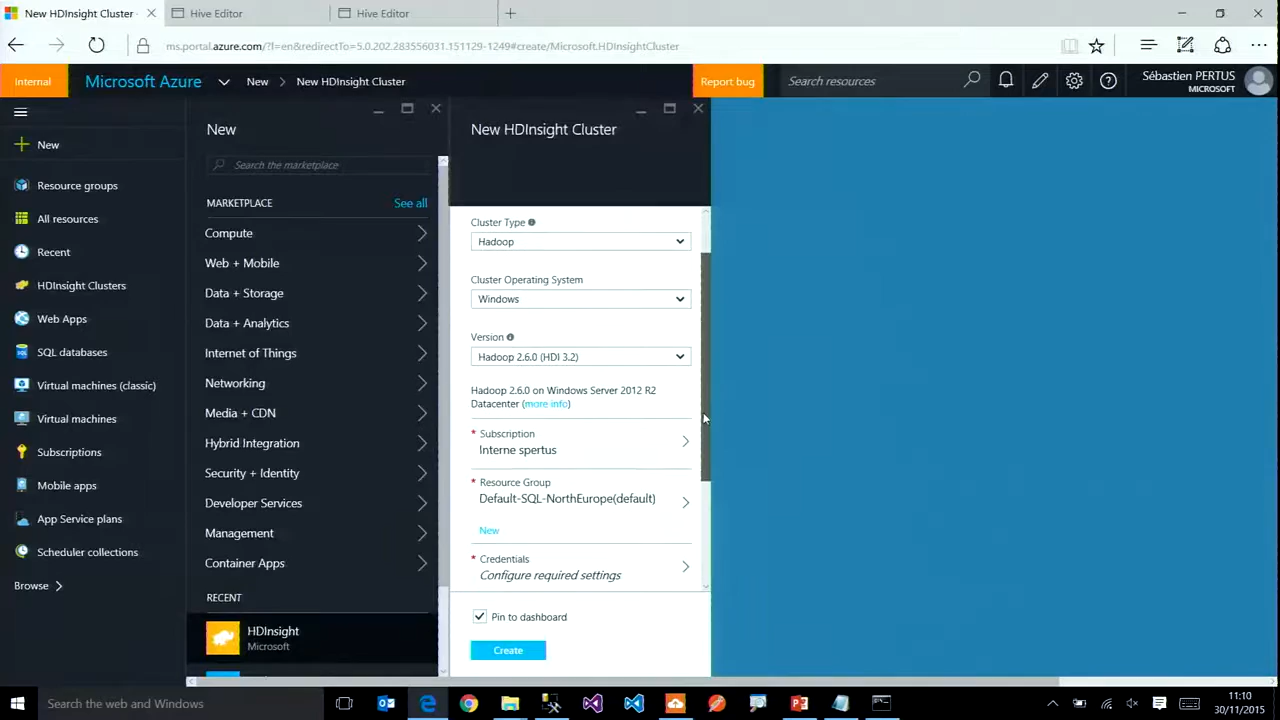 New HDInsight Cluster
Hive Editor
Hive Editor
ms.portal.azure.com/?l=en&redirectTo=5.0.202.283556031.151129-1249#create/Microsoft.HDInsightCluster
Internal
Microsoft Azure
New
New HDInsight Cluster
Report bug
Search resources
Sébastien PERTUS
MICROSOFT
New
Resource groups
All resources
Recent
HDInsight Clusters
Web Apps
SQL databases
Virtual machines (classic)
Virtual machines
Subscriptions
Mobile apps
App Service plans
Scheduler collections
Browse
New
Search the marketplace
MARKETPLACE
See all
Compute
Web + Mobile
Data + Storage
Data + Analytics
Internet of Things
Networking
Media + CDN
Hybrid Integration
Security + Identity
Developer Services
Management
Container Apps
RECENT
HDInsight
Microsoft
New HDInsight Cluster
Cluster Type
Hadoop
Cluster Operating System
Windows
Version
Hadoop 2.6.0 (HDI 3.2)
Hadoop 2.6.0 on Windows Server 2012 R2
Datacenter (more info)
* Subscription
Interne spertus
* Resource Group
Default-SQL-NorthEurope(default)
New
* Credentials
Configure required settings
Pin to dashboard
Create
Search the web and Windows
11:10
30/11/2015